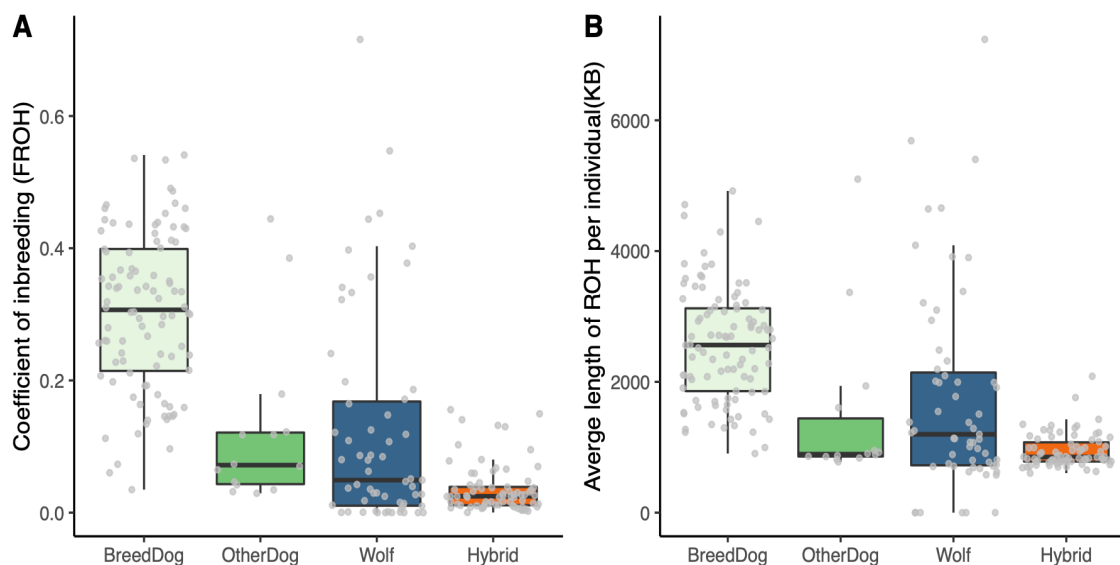 A
Coefficient of inbreeding (FROH)
0.6
0.4
0.2
0.0
BreedDog OtherDog Wolf Hybrid
B
Averge length of ROH per individual(KB)
6000
4000
2000
0
BreedDog OtherDog Wolf Hybrid